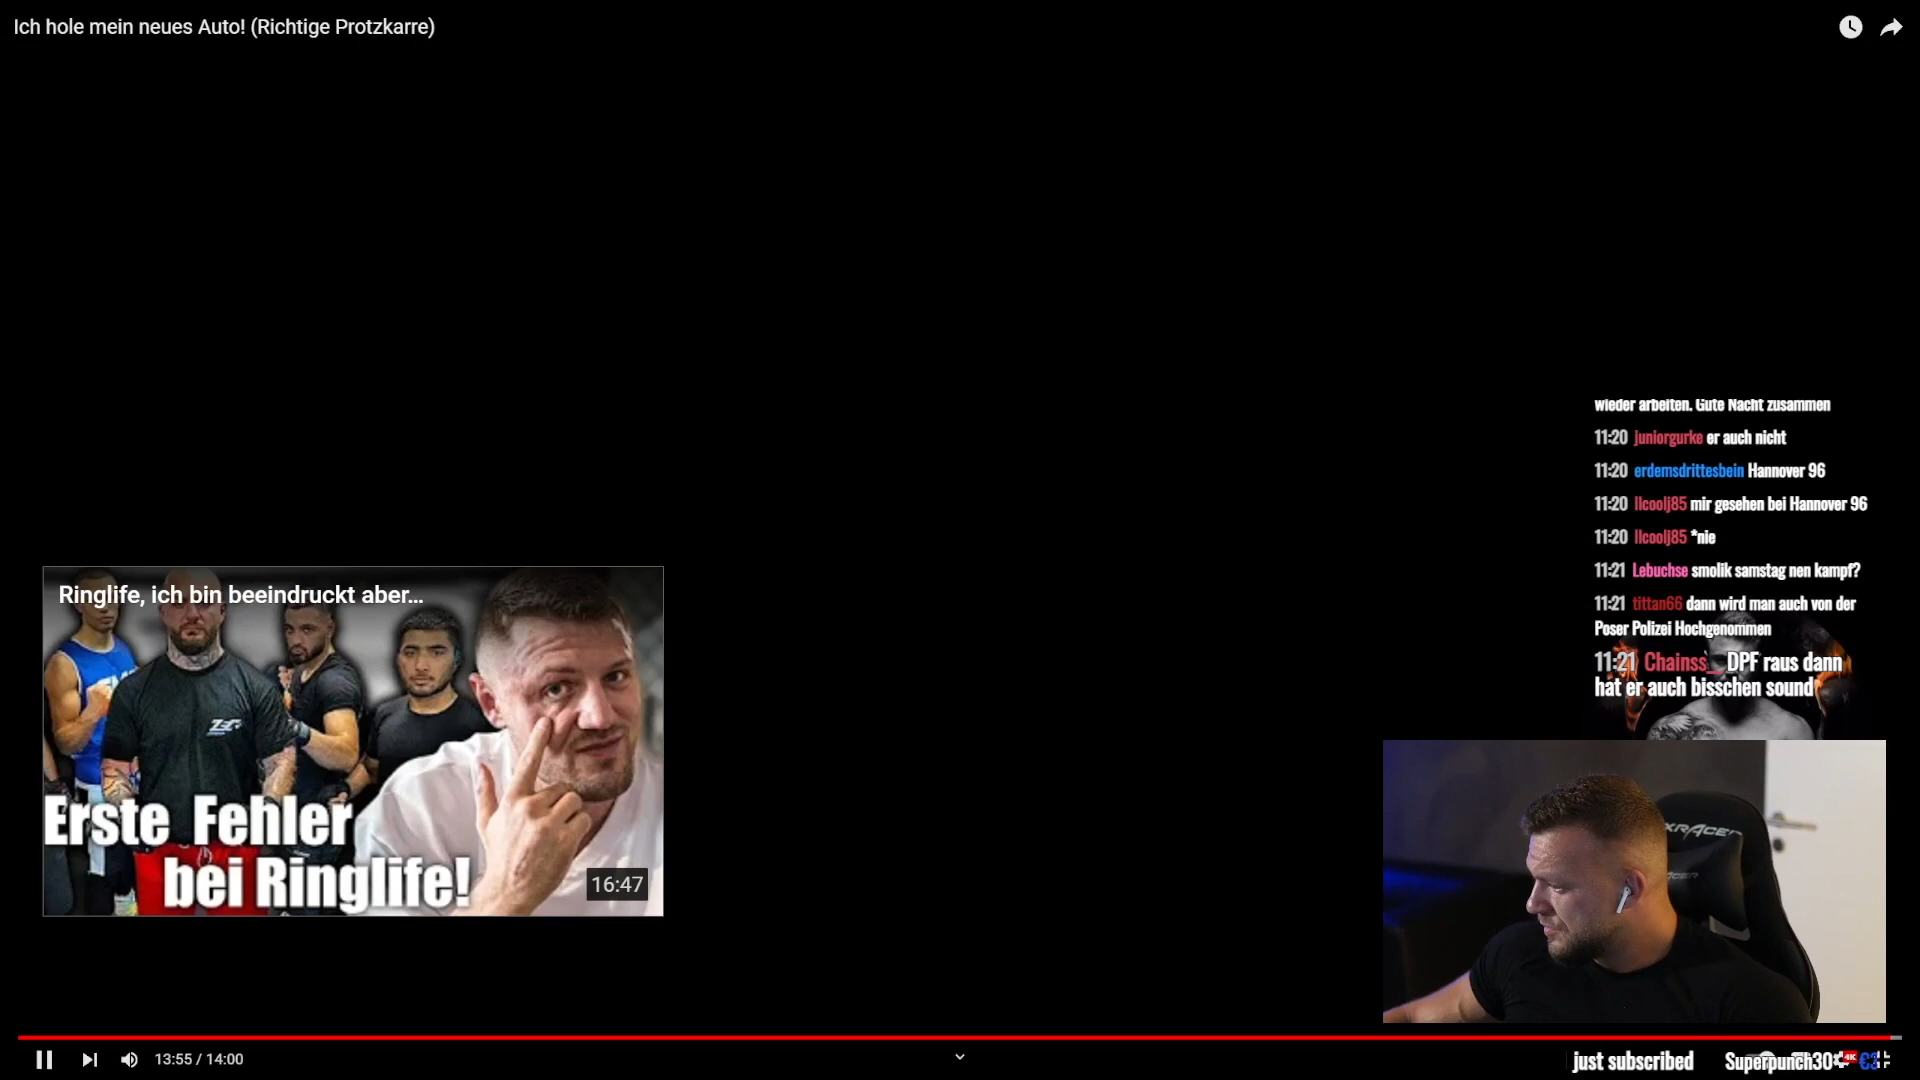 Ich hole mein neues Auto! (Richtige Protzkarre)
wieder arbeiten. Gute Nacht zusammen
11:20 juniorgurke er auch nicht
11:20 erdemsdrittesbein Hannover 96
11:20 llcoolj85 mir gesehen bei Hannover 96
11:20 llcoolj85 *nie
11:21 Lebuchse smolik samstag nen kampf?
11:21 tittan66 dann wird man auch von der
Poser Polizei Hochgenommen
11:21 Chainss_ DPF raus dann
hat er auch bisschen sound
Ringlife, ich bin beeindruckt aber...
Erste Fehler
bei Ringlife!
16:47
13:55 / 14:00
just subscribed
Superpunch30
4K